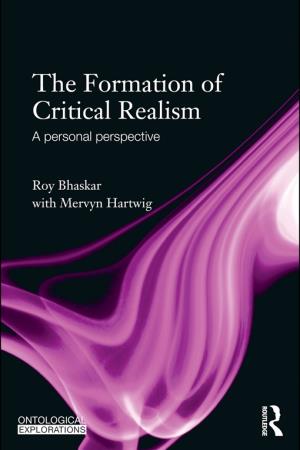 The Formation of
Critical Realism
A personal perspective
Roy Bhaskar
with Mervyn Hartwig
ONTOLOGICAL
EXPLORATIONS
ROUTLEDGE